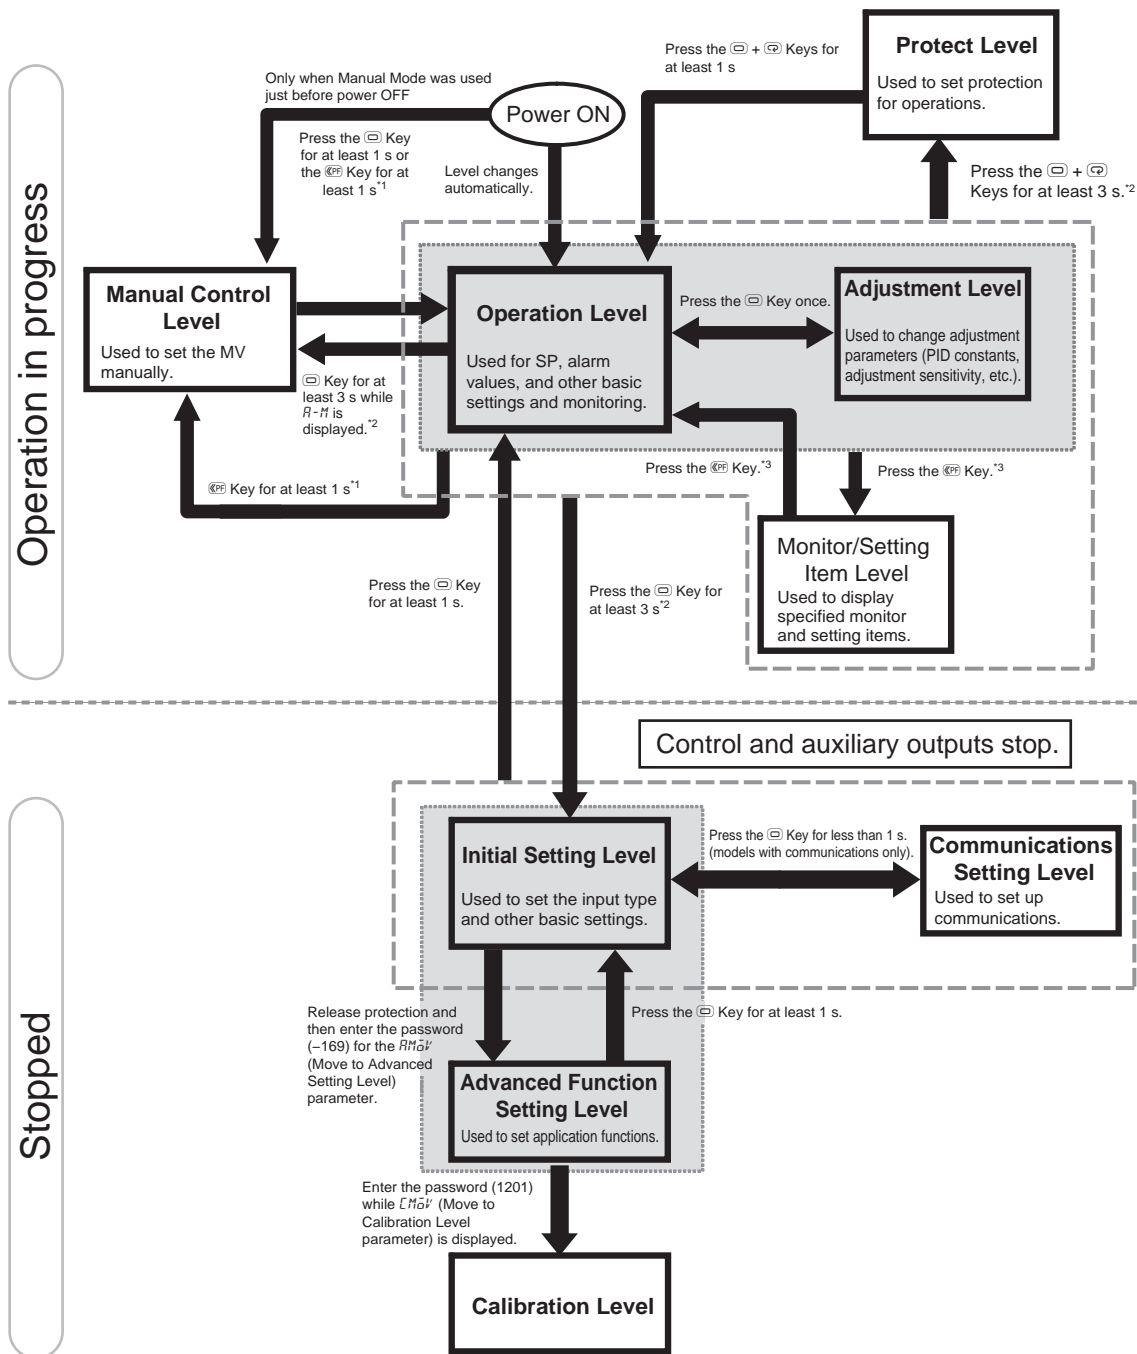 Operation in progress
Only when Manual Mode was used
just before power OFF
Power ON
Press the Key
for at least 1 s or
the PF Key for at
least 1 s*1
Level changes
automatically.
Press the + Keys for
at least 1 s
Protect Level
Used to set protection
for operations.
Press the +
Keys for at least 3 s.*2
Manual Control
Level
Used to set the MV
manually.
Key for at
least 3 s while
A-M is
displayed.*2
PF Key for at least 1 s*1
Operation Level
Used for SP, alarm
values, and other basic
settings and monitoring.
Press the Key once.
Adjustment Level
Used to change adjustment
parameters (PID constants,
adjustment sensitivity, etc.).
Press the PF Key.*3
Press the PF Key.*3
Monitor/Setting
Item Level
Used to display
specified monitor
and setting items.
Press the Key
for at least 1 s.
Press the Key for
at least 3 s*2
Stopped
Control and auxiliary outputs stop.
Initial Setting Level
Used to set the input type
and other basic settings.
Press the Key for less than 1 s.
(models with communications only).
Communications
Setting Level
Used to set up
communications.
Release protection and
then enter the password
(–169) for the AMoV
(Move to Advanced
Setting Level)
parameter.
Press the Key for at least 1 s.
Advanced Function
Setting Level
Used to set application functions.
Enter the password (1201)
while CMoV (Move to
Calibration Level
parameter) is displayed.
Calibration Level